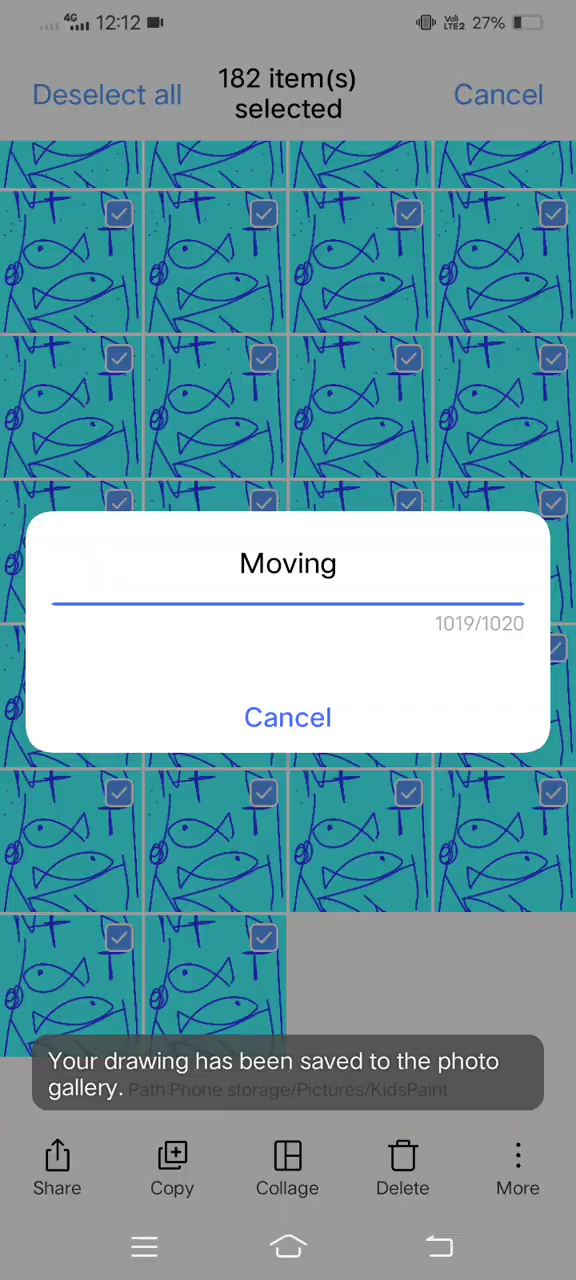 4G 12:12 Vo)) LTE2 27%
Deselect all 182 item(s) selected Cancel
Moving
1019/1020
Cancel
Your drawing has been saved to the photo
gallery. Path:Phone storage/Pictures/KidsPaint
Share Copy Collage Delete More